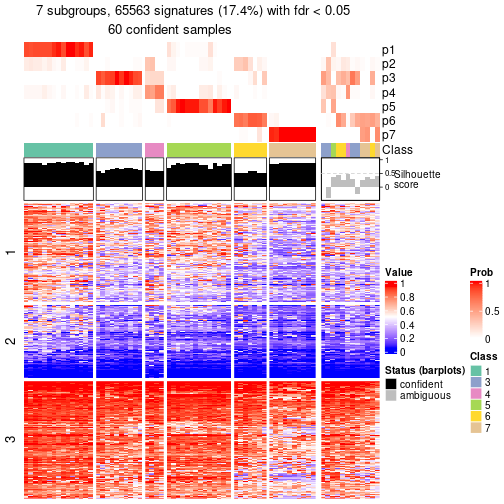 7 subgroups, 65563 signatures (17.4%) with fdr < 0.05
60 confident samples
p1
p2
p3
p4
p5
p6
p7
Class
1
0.5
0
Silhouette
score
1
2
3
Value
1
0.8
0.6
0.4
0.2
0
Prob
1
0.5
0
Status (barplots)
confident
ambiguous
Class
1
3
4
5
6
7